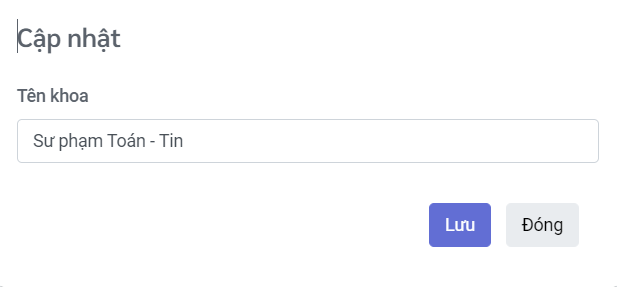 Cập nhật
Tên khoa
Sư phạm Toán - Tin
Lưu Đóng